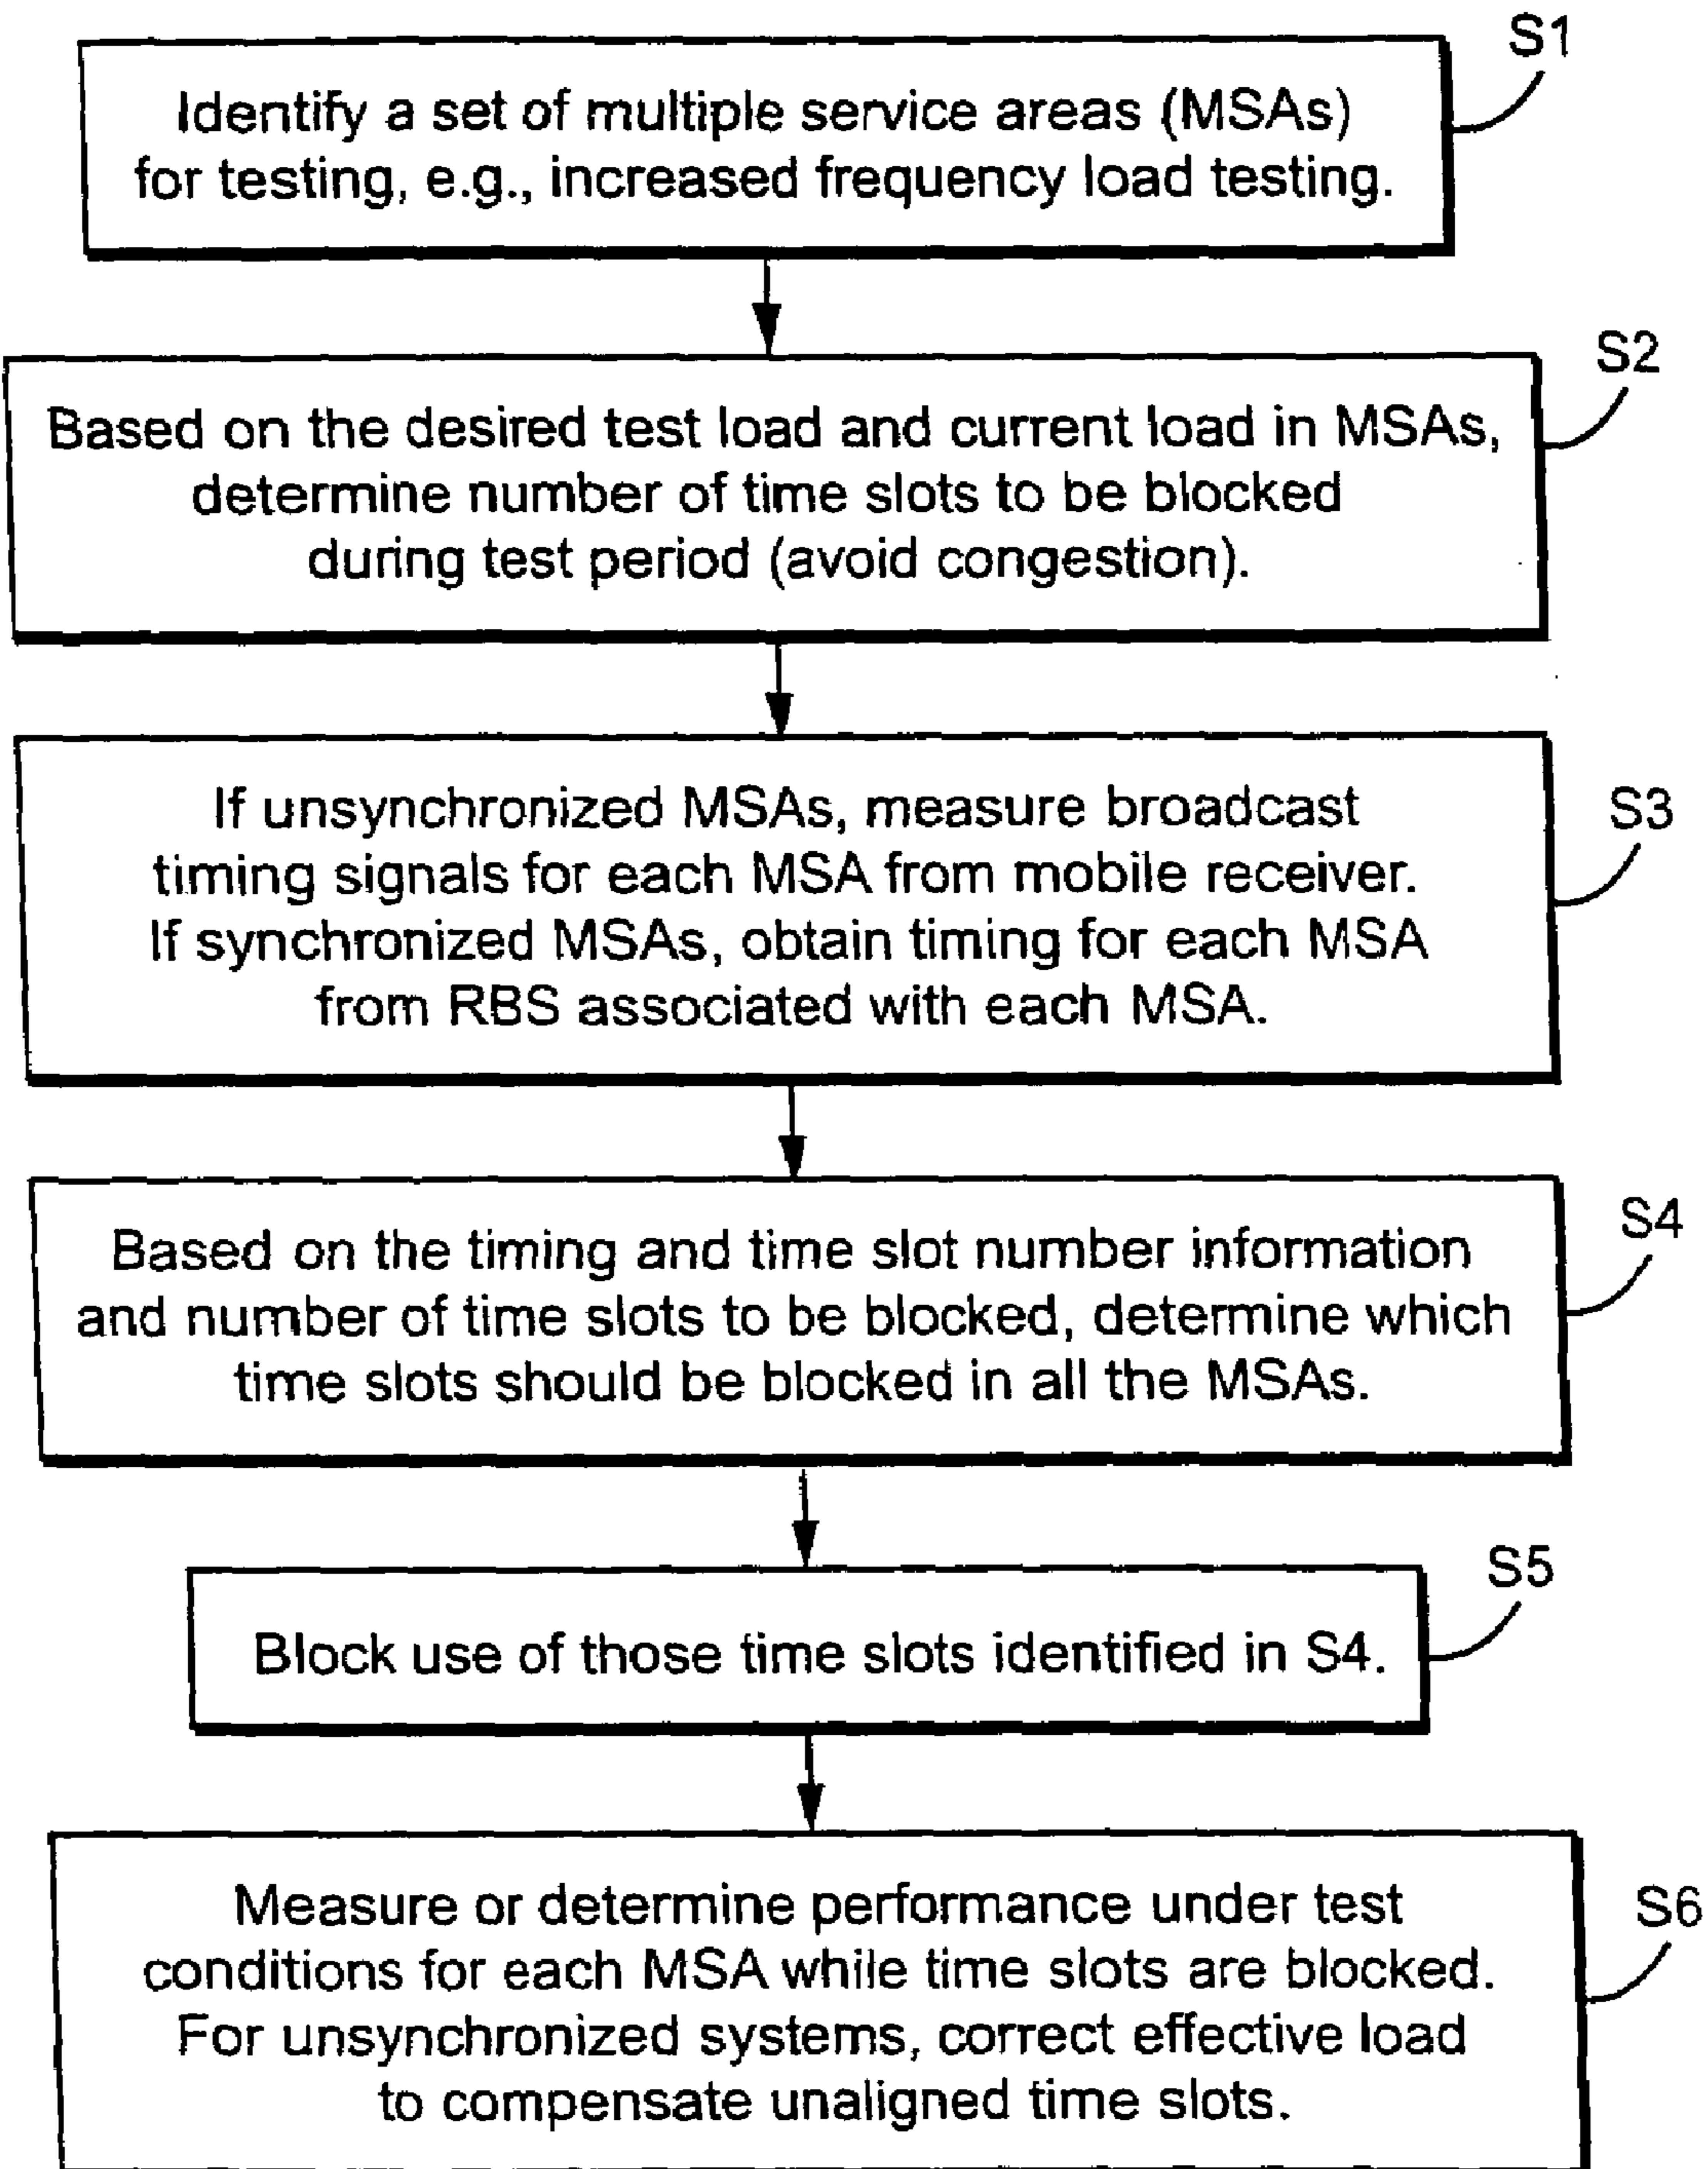 S1
Identify a set of multiple service areas (MSAs)
for testing, e.g., increased frequency load testing.
S2
Based on the desired test load and current load in MSAs,
determine number of time slots to be blocked
during test period (avoid congestion).
S3
If unsynchronized MSAs, measure broadcast
timing signals for each MSA from mobile receiver.
If synchronized MSAs, obtain timing for each MSA
from RBS associated with each MSA.
S4
Based on the timing and time slot number information
and number of time slots to be blocked, determine which
time slots should be blocked in all the MSAs.
S5
Block use of those time slots identified in S4.
S6
Measure or determine performance under test
conditions for each MSA while time slots are blocked.
For unsynchronized systems, correct effective load
to compensate unaligned time slots.